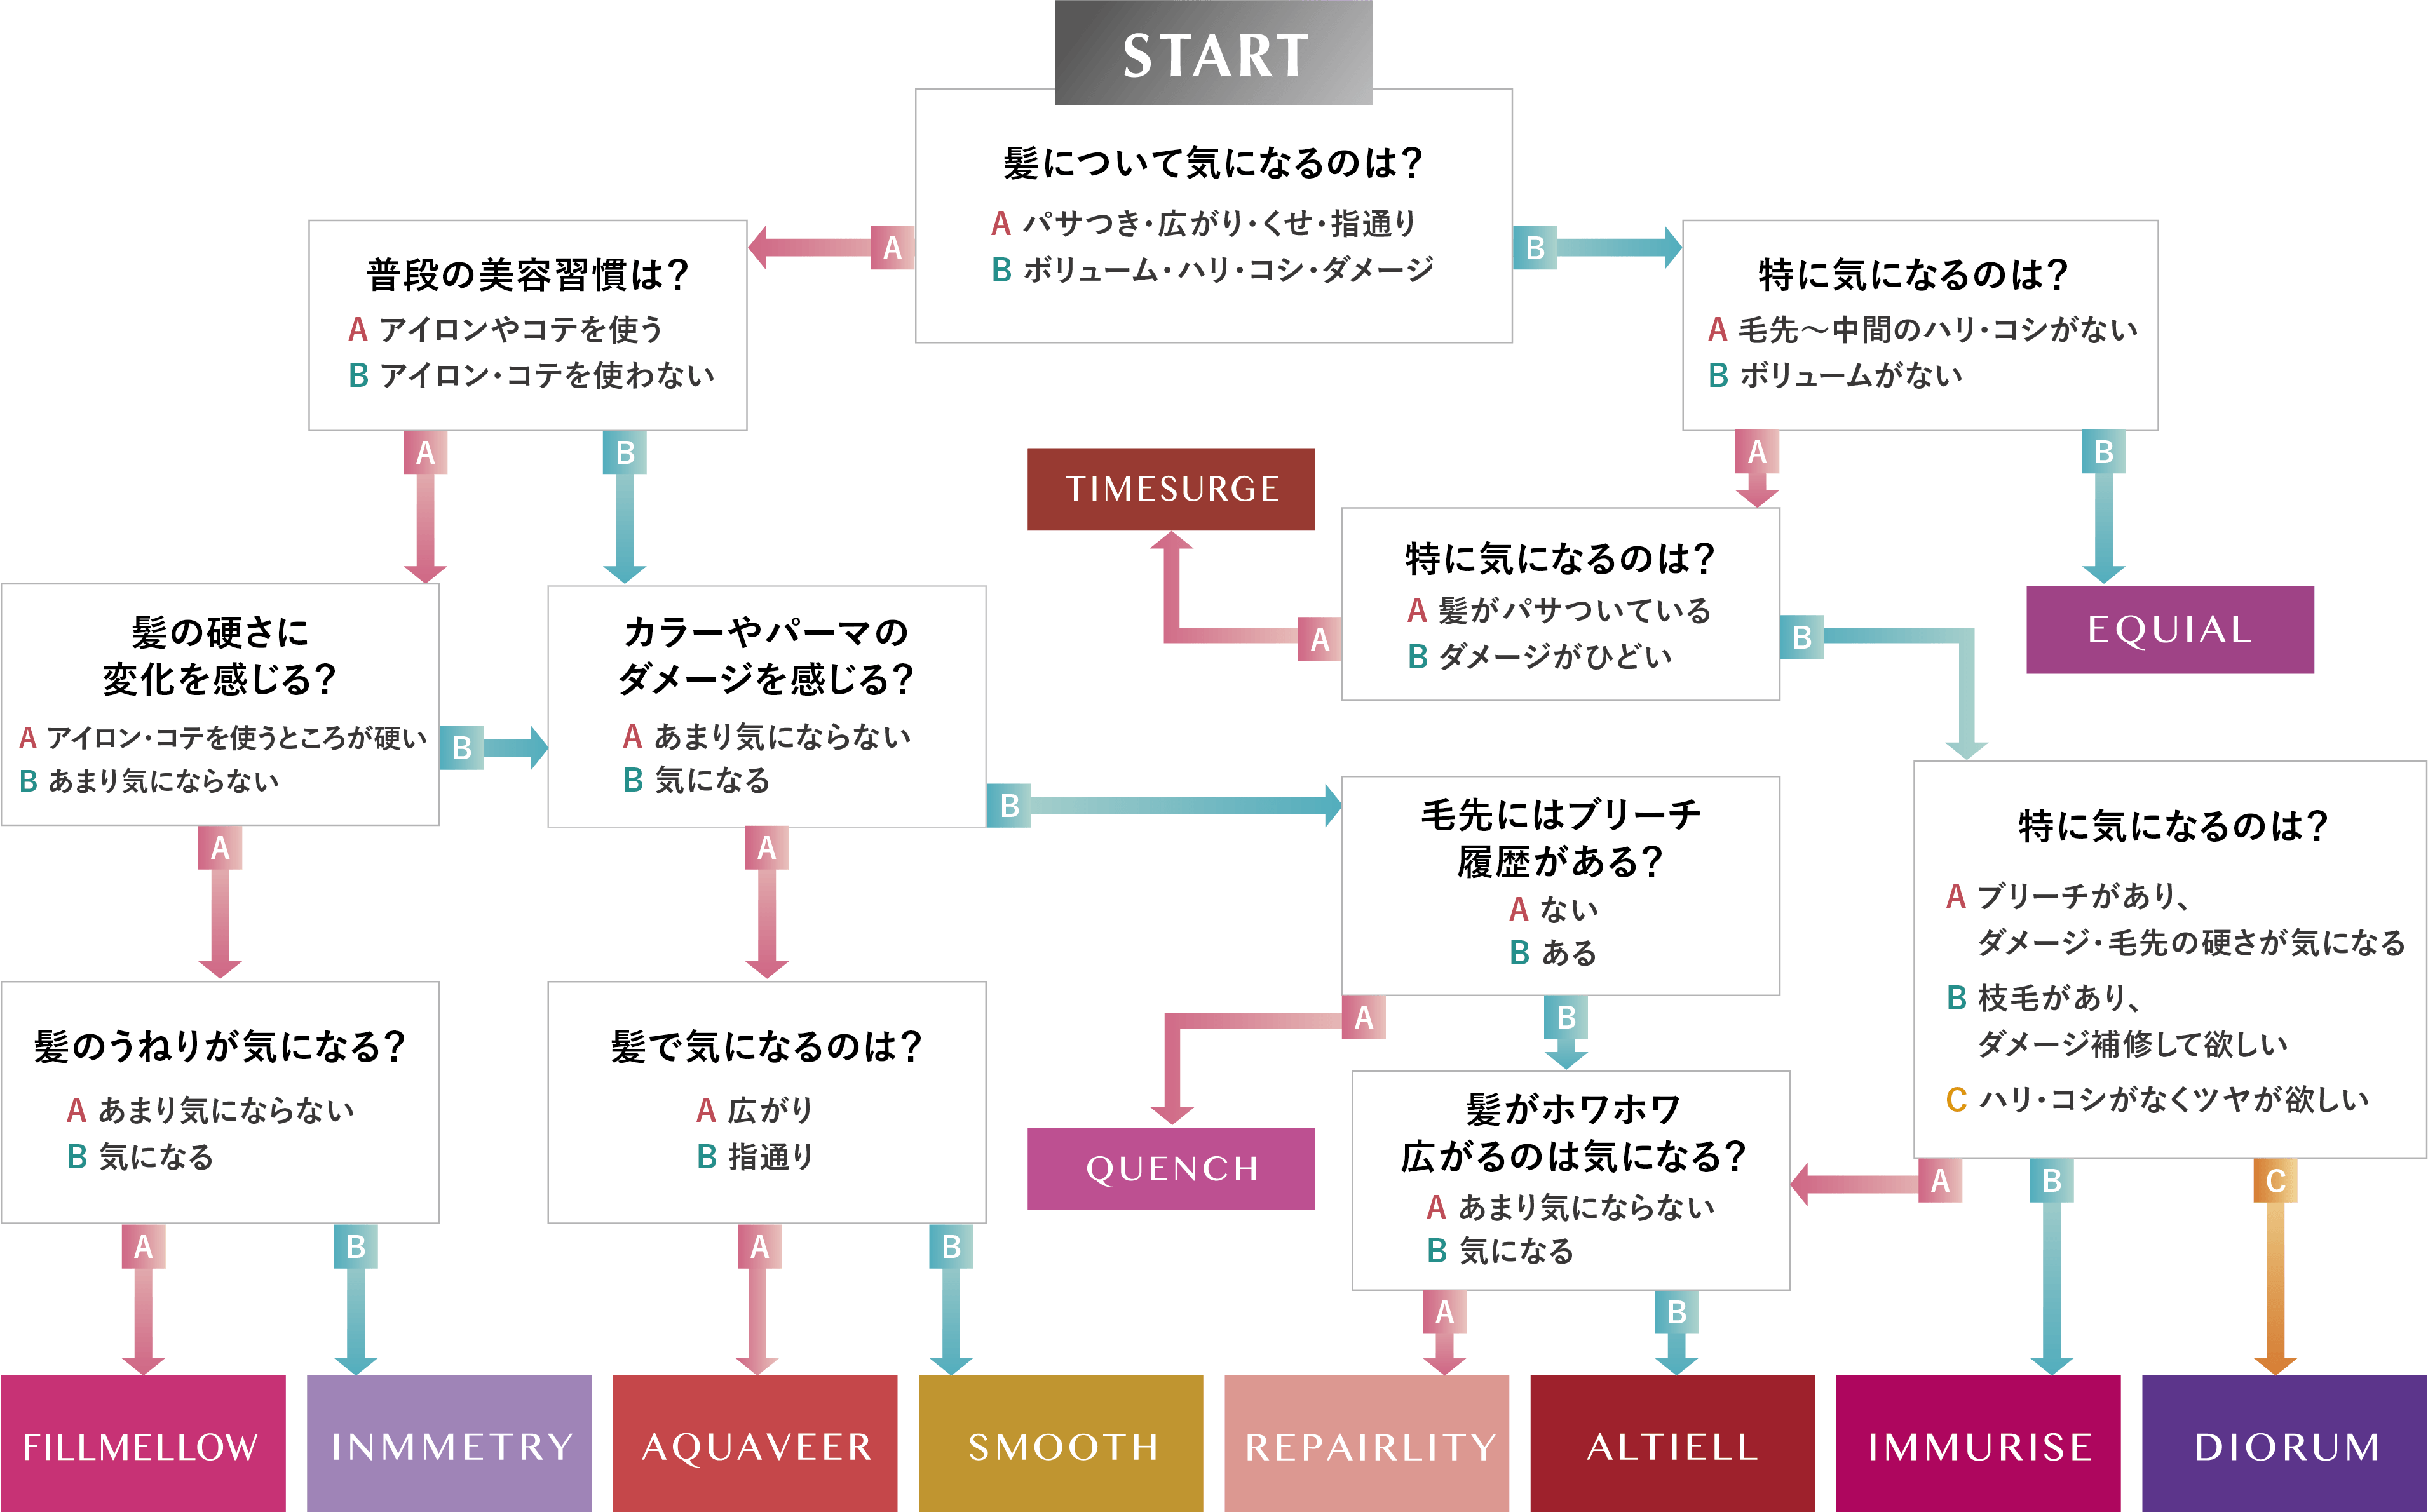 START
髪について気になるのは？
A パサつき・広がり・くせ・指通り
B ボリューム・ハリ・コシ・ダメージ
A
B
普段の美容習慣は？
A アイロンやコテを使う
B アイロン・コテを使わない
A
B
特に気になるのは？
A 毛先～中間のハリ・コシがない
B ボリュームがない
A
B
TIMESURGE
特に気になるのは？
A 髪がパサついている
B ダメージがひどい
A
B
EQUIAL
髪の硬さに
変化を感じる？
A アイロン・コテを使うところが硬い
B あまり気にならない
B
A
カラーやパーマの
ダメージを感じる？
A あまり気にならない
B 気になる
B
A
毛先にはブリーチ
履歴がある？
A ない
B ある
A
B
特に気になるのは？
A ブリーチがあり、
ダメージ・毛先の硬さが気になる
B 枝毛があり、
ダメージ補修して欲しい
C ハリ・コシがなくツヤが欲しい
A
B
C
髪のうねりが気になる？
A あまり気にならない
B 気になる
A
B
髪で気になるのは？
A 広がり
B 指通り
A
B
QUENCH
髪がホワホワ
広がるのは気になる？
A あまり気にならない
B 気になる
A
B
FILLMELLOW
INMMETRY
AQUAVEER
SMOOTH
REPAIRLITY
ALTIELL
IMMURISE
DIORUM